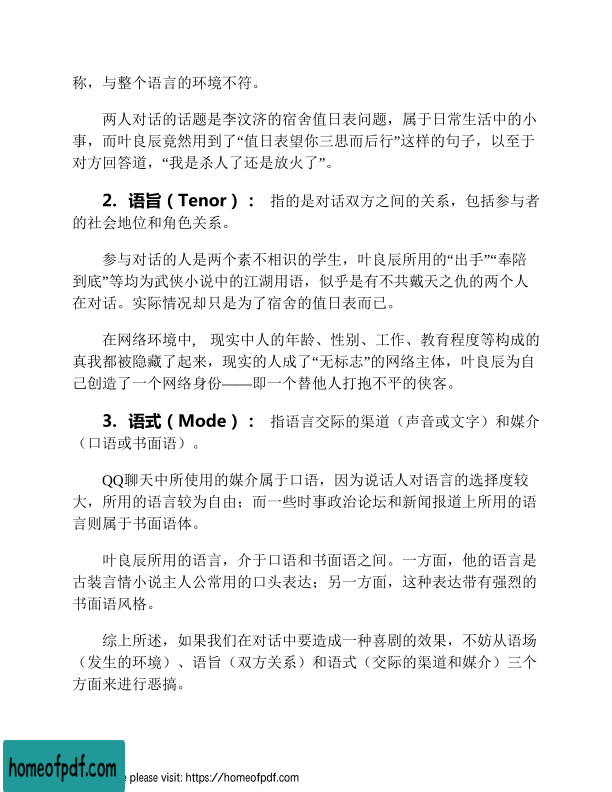 称，与整个语言的环境不符。
两人对话的话题是李汶济的宿舍值日表问题，属于日常生活中的小
事，而叶良辰竟然用到了“值日表望你三思而后行”这样的句子，以至于
对方回答道，“我是杀人了还是放火了”。
2. 语旨（Tenor）： 指的是对话双方之间的关系，包括参与者
的社会地位和角色关系。
参与对话的人是两个素不相识的学生，叶良辰所用的“出手”“奉陪
到底”等均为武侠小说中的江湖用语，似乎是有不共戴天之仇的两个人
在对话。实际情况却只是为了宿舍的值日表而已。
在网络环境中， 现实中人的年龄、性别、工作、教育程度等构成的
真我都被隐藏了起来，现实的人成了“无标志”的网络主体，叶良辰为自
己创造了一个网络身份——即一个替他人打抱不平的侠客。
3. 语式（Mode）： 指语言交际的渠道（声音或文字）和媒介
（口语或书面语）。
QQ聊天中所使用的媒介属于口语，因为说话人对语言的选择度较
大，所用的语言较为自由；而一些时事政治论坛和新闻报道上所用的语
言则属于书面语体。
叶良辰所用的语言，介于口语和书面语之间。一方面，他的语言是
古装言情小说主人公常用的口头表达；另一方面，这种表达带有强烈的
书面语风格。
综上所述，如果我们在对话中要造成一种喜剧的效果，不妨从语场
（发生的环境）、语旨（双方关系）和语式（交际的渠道和媒介）三个
方面来进行恶搞。
homeofpdf.com
e please visit: https://homeofpdf.com